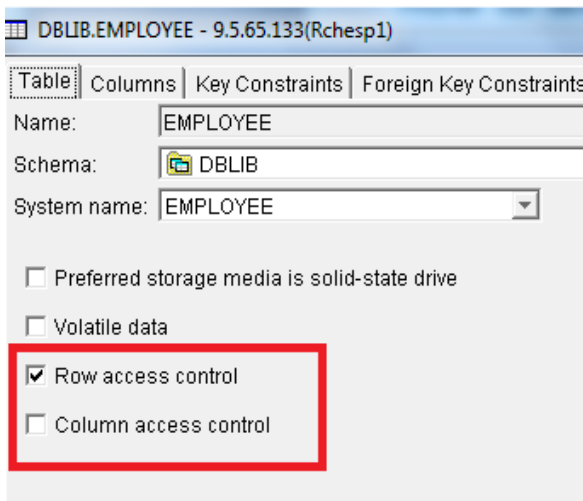 DBLIB.EMPLOYEE - 9.5.65.133(Rchesp1)
Table Columns Key Constraints Foreign Key Constraints
Name: EMPLOYEE
Schema: DBLIB
System name: EMPLOYEE
Preferred storage media is solid-state drive
Volatile data
Row access control
Column access control